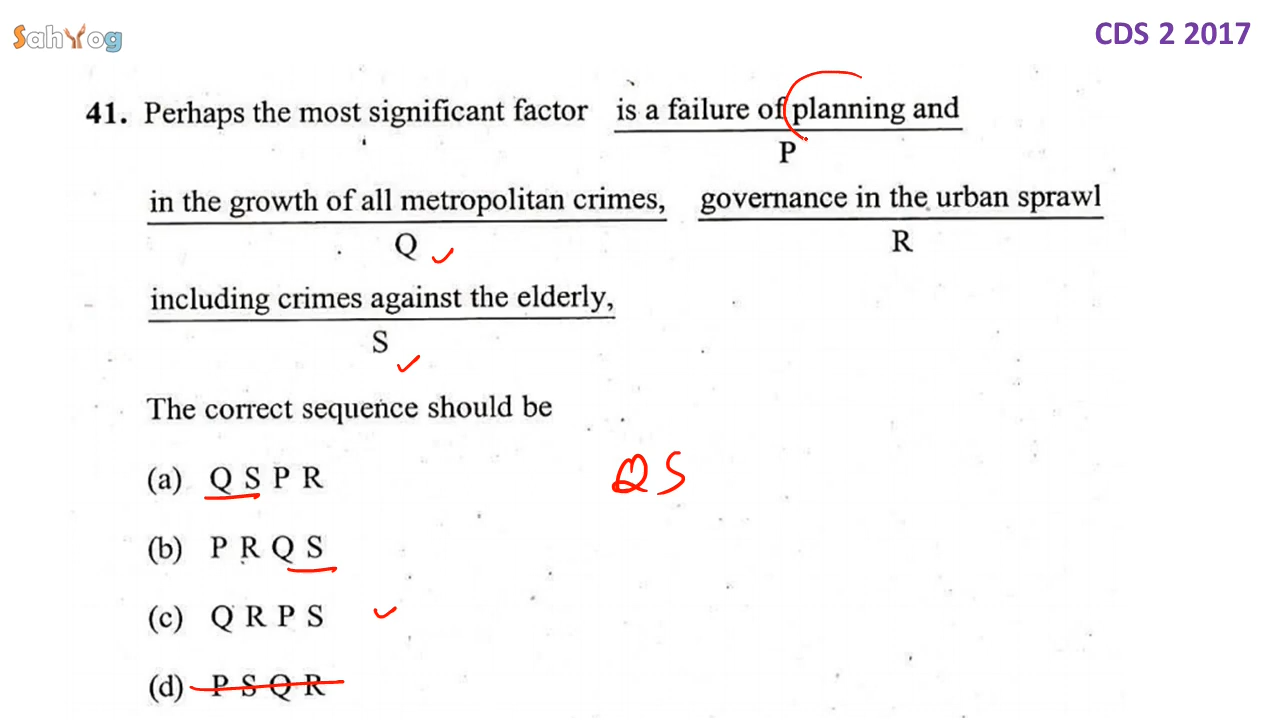 SahYog
CDS 2 2017
41. Perhaps the most significant factor is a failure of planning and
P
in the growth of all metropolitan crimes, governance in the urban sprawl
Q R
including crimes against the elderly,
S
The correct sequence should be
(a) Q S P R
QS
(b) P R Q S
(c) Q R P S
(d) P S Q R